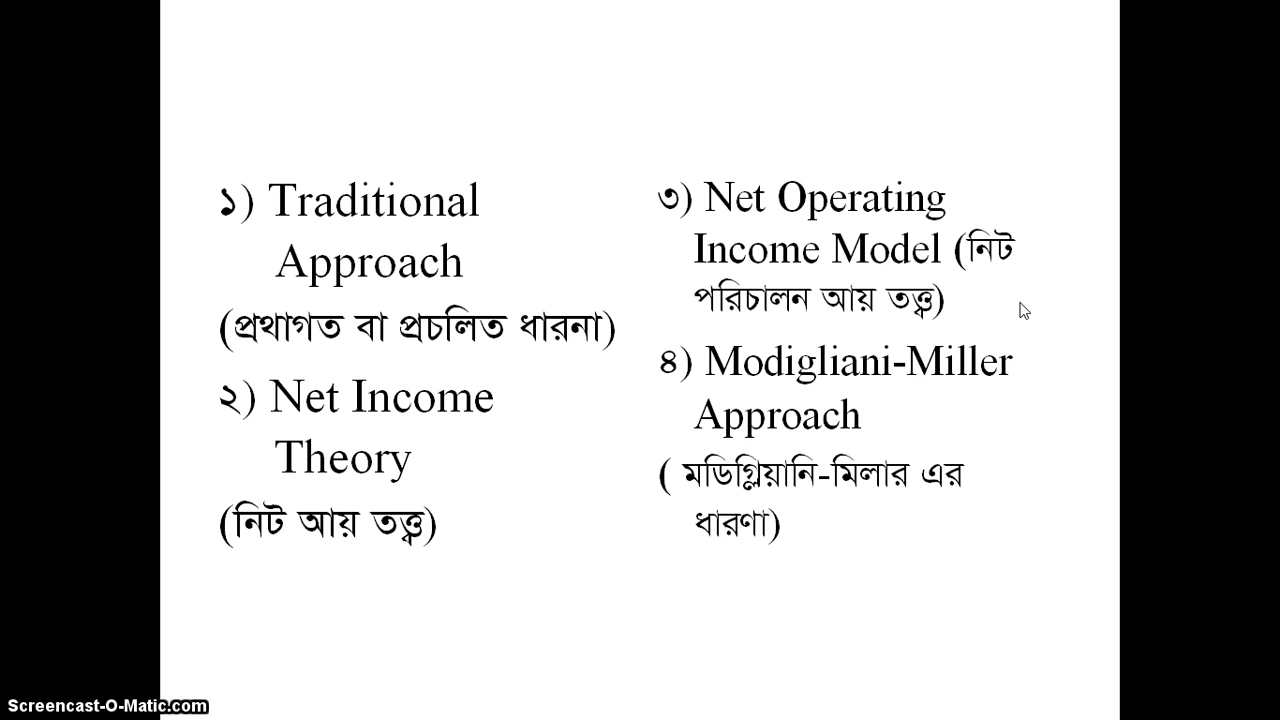 ১) Traditional
Approach
(প্রথাগত বা প্রচলিত ধারনা)
২) Net Income
Theory
(নিট আয় তত্ত্ব)
৩) Net Operating
Income Model (নিট
পরিচালন আয় তত্ত্ব)
৪) Modigliani-Miller
Approach
( মডিগ্লিয়ানি-মিলার এর
ধারণা)
Screencast-O-Matic.com